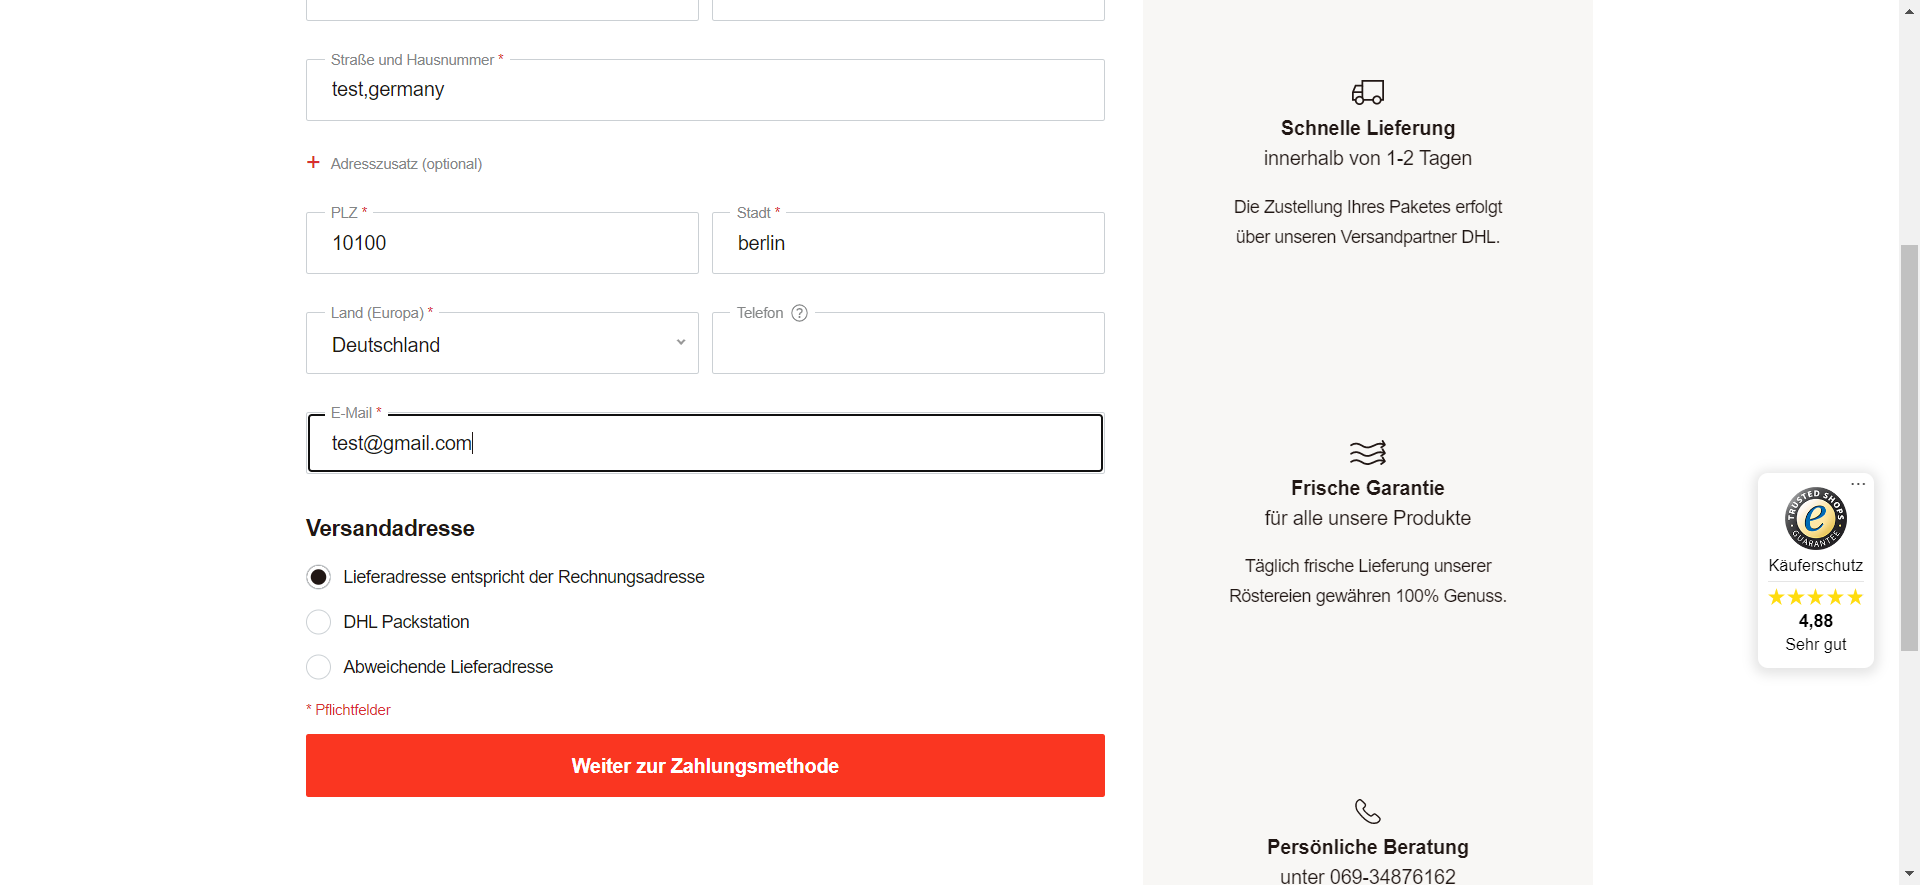 Straße und Hausnummer *
test,germany
+ Adresszusatz (optional)
PLZ *
10100
Stadt *
berlin
Land (Europa) *
Deutschland
Telefon ?
E-Mail *
test@gmail.com
Versandadresse
Lieferadresse entspricht der Rechnungsadresse
DHL Packstation
Abweichende Lieferadresse
* Pflichtfelder
Weiter zur Zahlungsmethode
Schnelle Lieferung
innerhalb von 1-2 Tagen
Die Zustellung Ihres Paketes erfolgt
über unseren Versandpartner DHL.
Frische Garantie
für alle unsere Produkte
Täglich frische Lieferung unserer
Röstereien gewähren 100% Genuss.
Persönliche Beratung
unter 069-34876162
...
TRUSTED SHOPS
e
GUARANTEE
Käuferschutz
4,88
Sehr gut